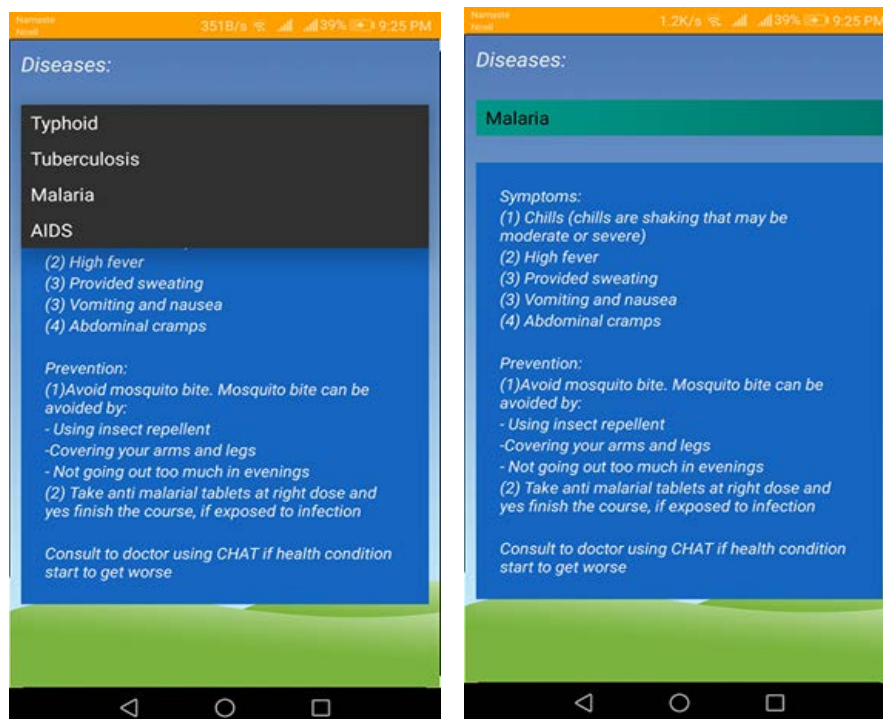 Namaste
Ncell
351B/s
39%
9:25 PM
Diseases:
Typhoid
Tuberculosis
Malaria
AIDS
(2) High fever
(3) Provided sweating
(3) Vomiting and nausea
(4) Abdominal cramps
Prevention:
(1)Avoid mosquito bite. Mosquito bite can be
avoided by:
- Using insect repellent
-Covering your arms and legs
- Not going out too much in evenings
(2) Take anti malarial tablets at right dose and
yes finish the course, if exposed to infection
Consult to doctor using CHAT if health condition
start to get worse
Namaste
Ncell
1.2K/s
39%
9:25 PM
Diseases:
Malaria
Symptoms:
(1) Chills (chills are shaking that may be
moderate or severe)
(2) High fever
(3) Provided sweating
(3) Vomiting and nausea
(4) Abdominal cramps
Prevention:
(1)Avoid mosquito bite. Mosquito bite can be
avoided by:
- Using insect repellent
-Covering your arms and legs
- Not going out too much in evenings
(2) Take anti malarial tablets at right dose and
yes finish the course, if exposed to infection
Consult to doctor using CHAT if health condition
start to get worse